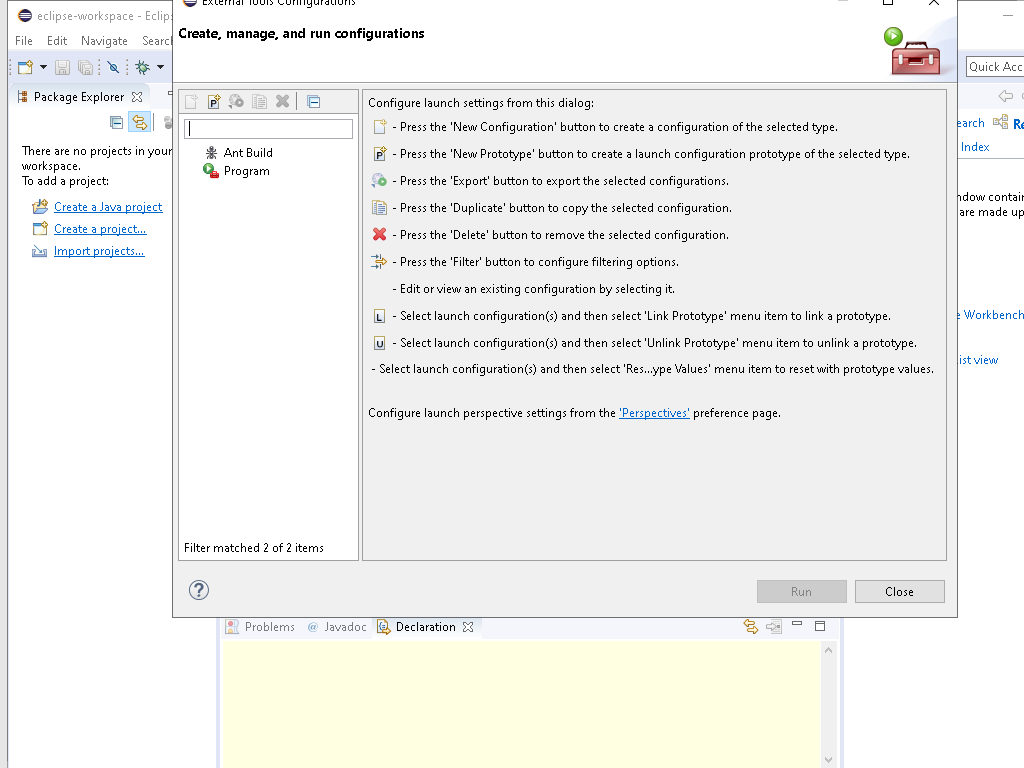 eclipse-workspace - Eclips
External Tools Configurations
File Edit Navigate Search
Create, manage, and run configurations
Quick Acc
Package Explorer
There are no projects in your
workspace.
To add a project:
Create a Java project
Create a project...
Import projects...
Ant Build
Program
Filter matched 2 of 2 items
Configure launch settings from this dialog:
- Press the 'New Configuration' button to create a configuration of the selected type.
- Press the 'New Prototype' button to create a launch configuration prototype of the selected type.
- Press the 'Export' button to export the selected configurations.
- Press the 'Duplicate' button to copy the selected configuration.
- Press the 'Delete' button to remove the selected configuration.
- Press the 'Filter' button to configure filtering options.
- Edit or view an existing configuration by selecting it.
L - Select launch configuration(s) and then select 'Link Prototype' menu item to link a prototype.
U - Select launch configuration(s) and then select 'Unlink Prototype' menu item to unlink a prototype.
- Select launch configuration(s) and then select 'Res...ype Values' menu item to reset with prototype values.
Configure launch perspective settings from the 'Perspectives' preference page.
Run
Close
earch Re
Index
ndow contain
are made up
e Workbench
ist view
Problems @ Javadoc Declaration